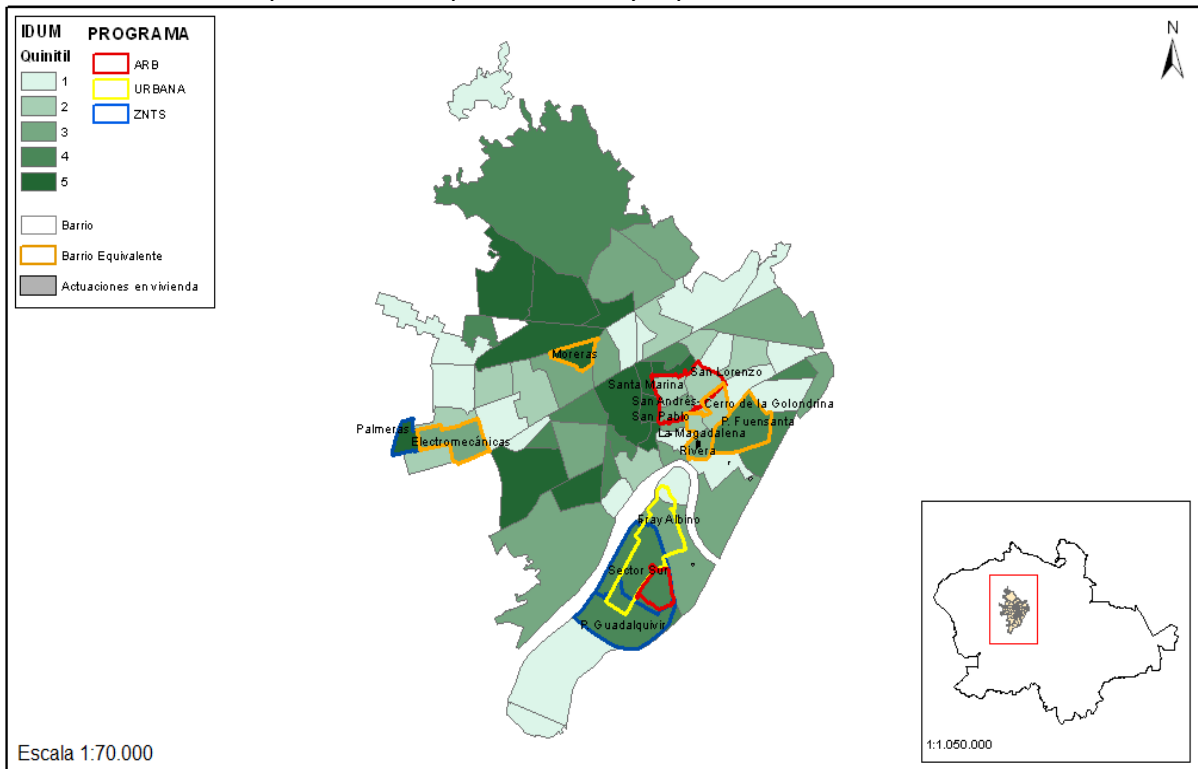 IDUM PROGRAMA
Quinitil
1
2
3
4
5
ARB
URBANA
ZNTS
Barrio
Barrio Equivalente
Actuaciones en vivienda
N
Moreras
San Lorenzo
Santa Marina
San Andrés-
San Pablo
Cerro de la Golondrina
P. Fuensanta
La Magadalena
Rivera
Palmeras
Electromecánicas
Fray Albino
Sector Sur
P. Guadalquivir
Escala 1:70.000
1:1.050.000